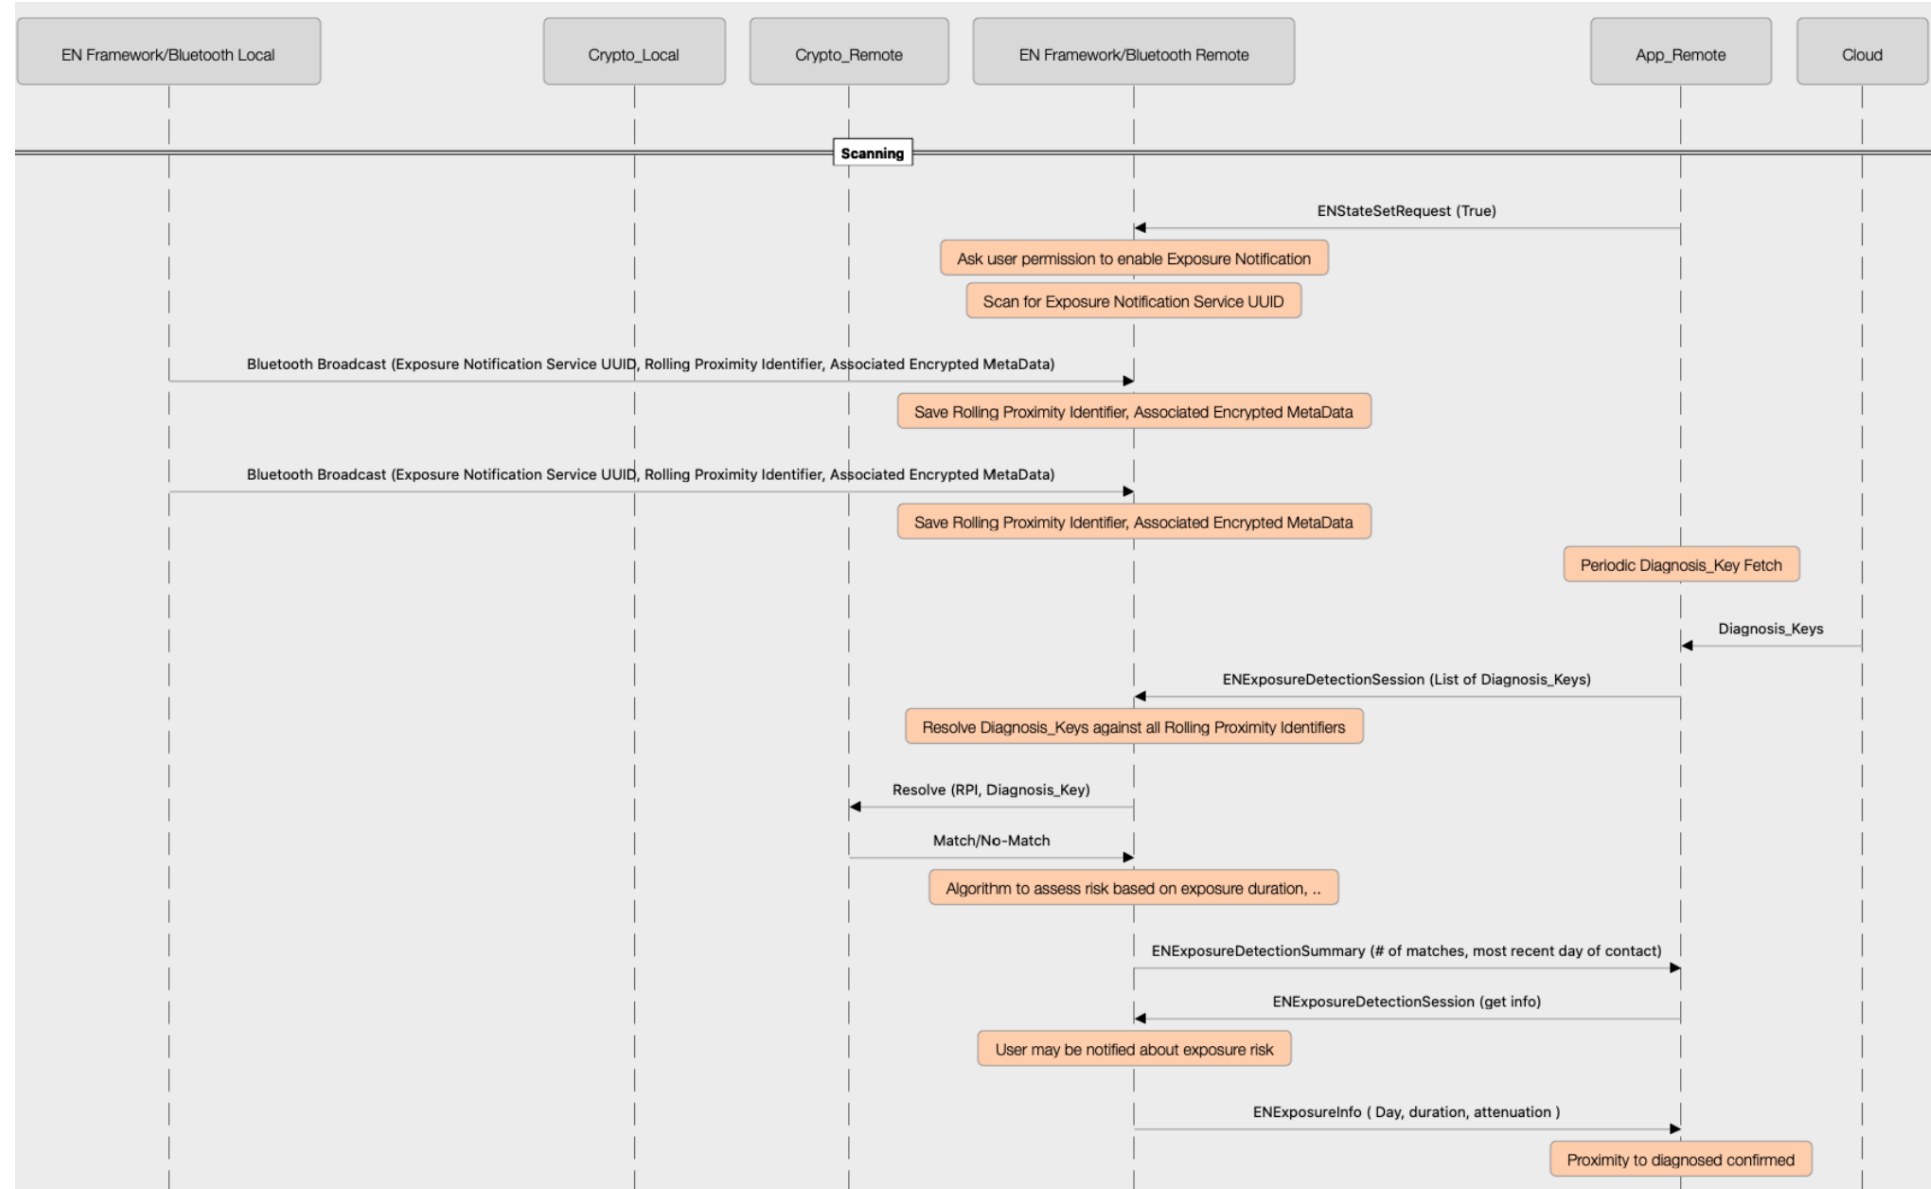 EN Framework/Bluetooth Local
Crypto_Local
Crypto_Remote
EN Framework/Bluetooth Remote
App_Remote
Cloud
Scanning
ENStateSetRequest (True)
Ask user permission to enable Exposure Notification
Scan for Exposure Notification Service UUID
Bluetooth Broadcast (Exposure Notification Service UUID, Rolling Proximity Identifier, Associated Encrypted MetaData)
Save Rolling Proximity Identifier, Associated Encrypted MetaData
Bluetooth Broadcast (Exposure Notification Service UUID, Rolling Proximity Identifier, Associated Encrypted MetaData)
Save Rolling Proximity Identifier, Associated Encrypted MetaData
Periodic Diagnosis_Key Fetch
Diagnosis_Keys
ENExposureDetectionSession (List of Diagnosis_Keys)
Resolve Diagnosis_Keys against all Rolling Proximity Identifiers
Resolve (RPI, Diagnosis_Key)
Match/No-Match
Algorithm to assess risk based on exposure duration, ..
ENExposureDetectionSummary (# of matches, most recent day of contact)
ENExposureDetectionSession (get info)
User may be notified about exposure risk
ENExposureInfo ( Day, duration, attenuation )
Proximity to diagnosed confirmed